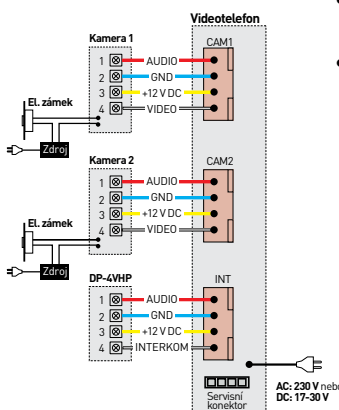 Videotelefon
Kamera 1
CAM1
1 AUDIO
2 GND
3 +12 V DC
4 VIDEO
El. zámek
Zdroj
Kamera 2
CAM2
1 AUDIO
2 GND
3 +12 V DC
4 VIDEO
El. zámek
Zdroj
DP-4VHP
INT
1 AUDIO
2 GND
3 +12 V DC
4 INTERKOM
Servisní
konektor
AC: 230 V nebo
DC: 17-30 V